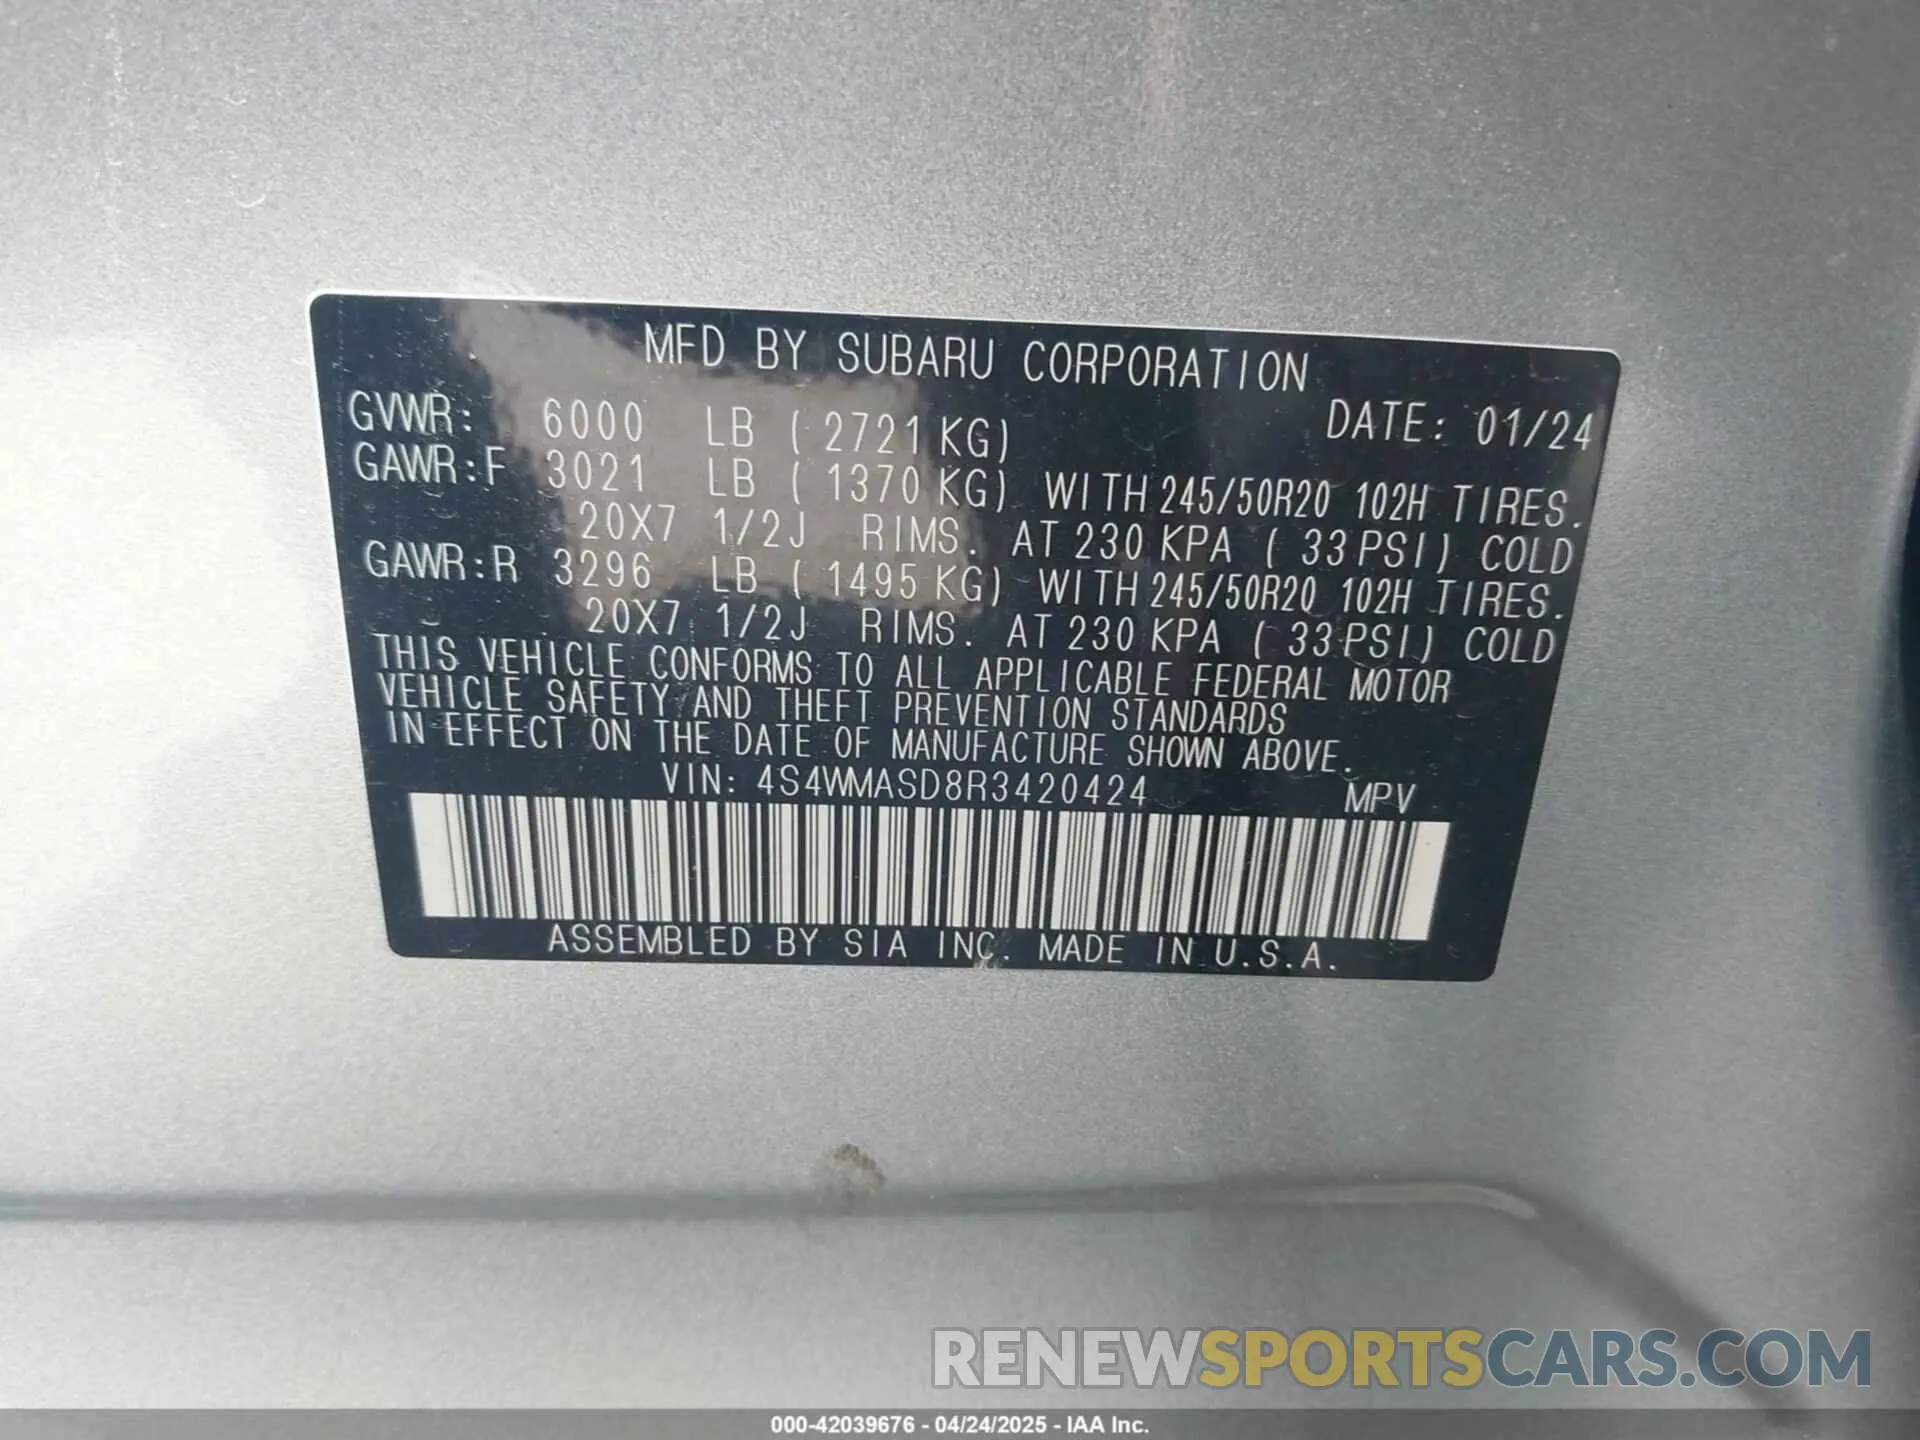 MFD BY SUBARU CORPORATION
GVWR: 6000 LB ( 2721 KG) DATE: 01/24
GAWR:F 3021 LB ( 1370 KG) WITH 245/50R20 102H TIRES.
20X7 1/2J RIMS. AT 230 KPA ( 33 PSI) COLD
GAWR:R 3296 LB ( 1495 KG) WITH 245/50R20 102H TIRES.
20X7 1/2J RIMS. AT 230 KPA ( 33 PSI) COLD
THIS VEHICLE CONFORMS TO ALL APPLICABLE FEDERAL MOTOR
VEHICLE SAFETY AND THEFT PREVENTION STANDARDS
IN EFFECT ON THE DATE OF MANUFACTURE SHOWN ABOVE.
VIN: 4S4WMASD8R3420424 MPV
ASSEMBLED BY SIA INC. MADE IN U.S.A.
RENEWSPORTSCARS.COM
000-42039676 - 04/24/2025 - IAA Inc.